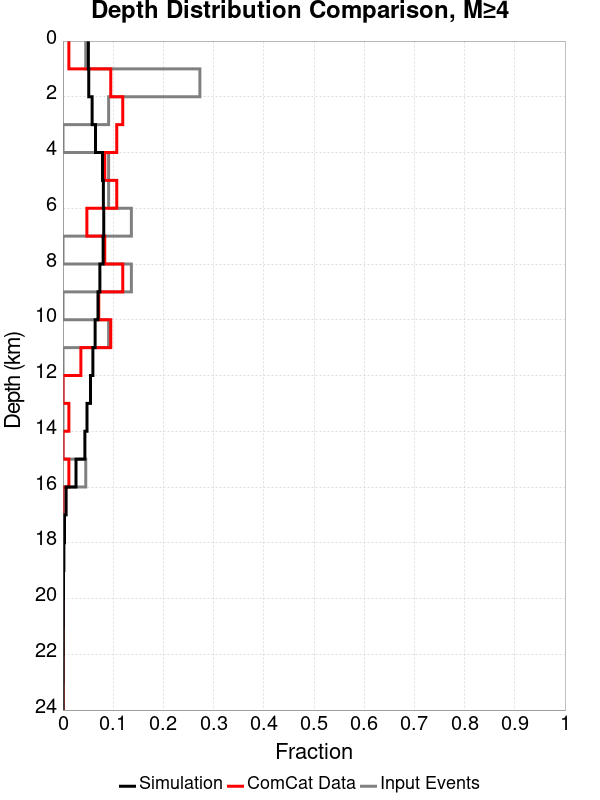 Depth Distribution Comparison, M≥4
0
2
4
6
8
10
12
14
16
18
20
22
24
Depth (km)
0 0.1 0.2 0.3 0.4 0.5 0.6 0.7 0.8 0.9 1
Fraction
Simulation ComCat Data Input Events